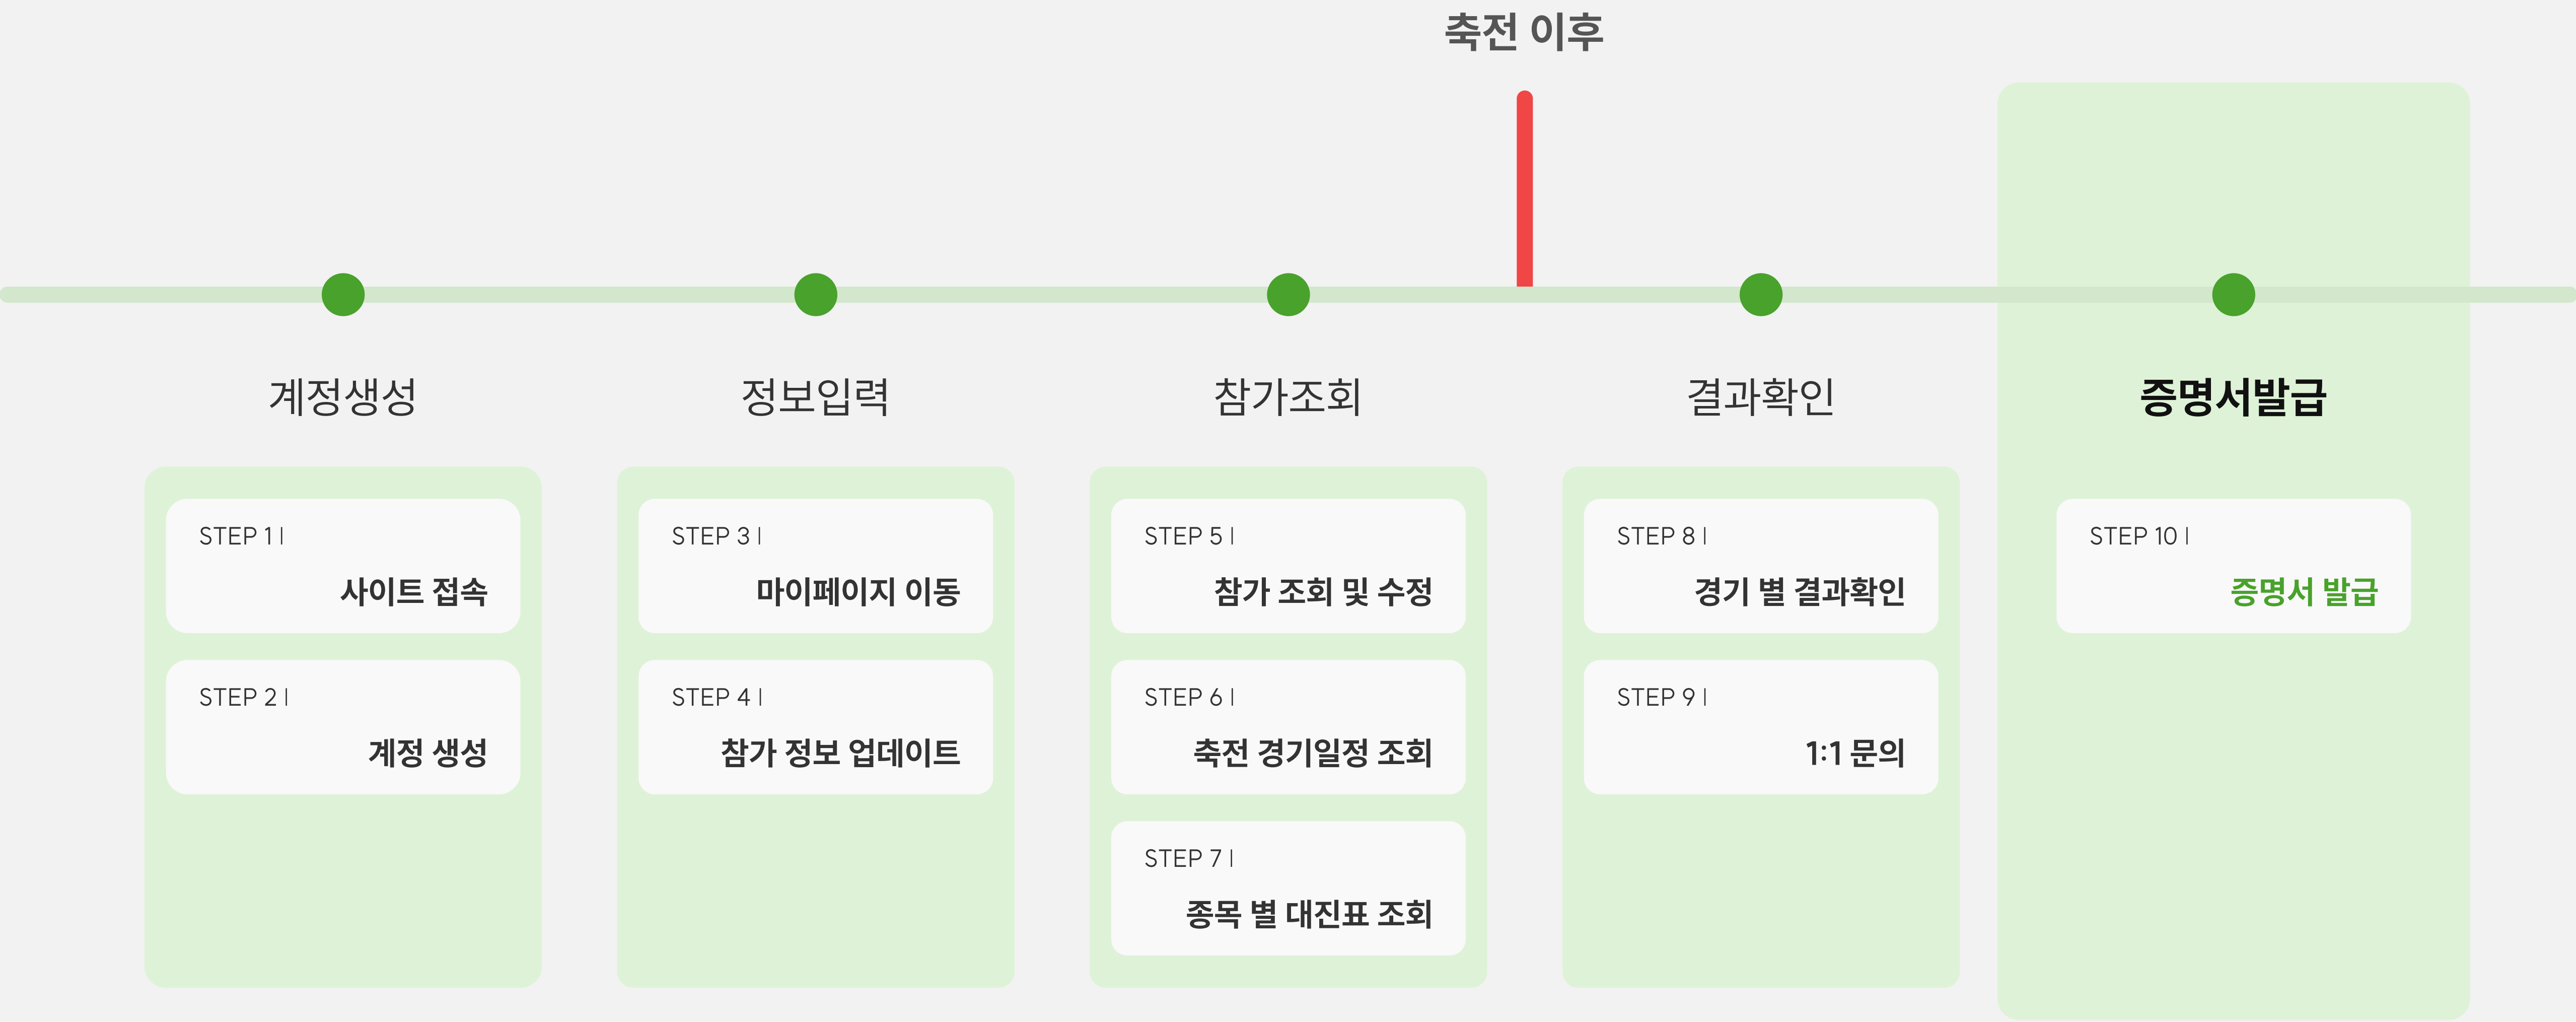 축전 이후
계정생성
STEP 1 |
사이트 접속
STEP 2 |
계정 생성
정보입력
STEP 3 |
마이페이지 이동
STEP 4 |
참가 정보 업데이트
참가조회
STEP 5 |
참가 조회 및 수정
STEP 6 |
축전 경기일정 조회
STEP 7 |
종목 별 대진표 조회
결과확인
STEP 8 |
경기 별 결과확인
STEP 9 |
1:1 문의
증명서발급
STEP 10 |
증명서 발급